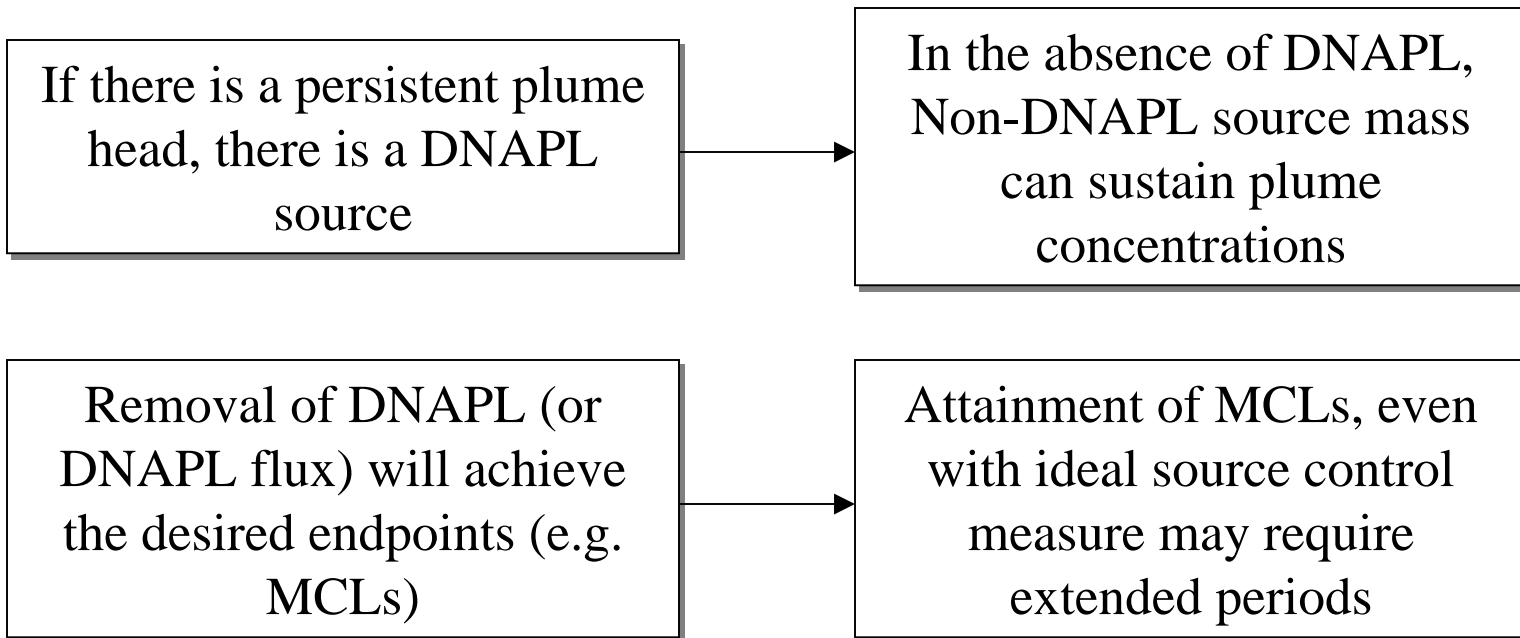 If there is a persistent plume
head, there is a DNAPL
source
In the absence of DNAPL,
Non-DNAPL source mass
can sustain plume
concentrations
Removal of DNAPL (or
DNAPL flux) will achieve
the desired endpoints (e.g.
MCLs)
Attainment of MCLs, even
with ideal source control
measure may require
extended periods